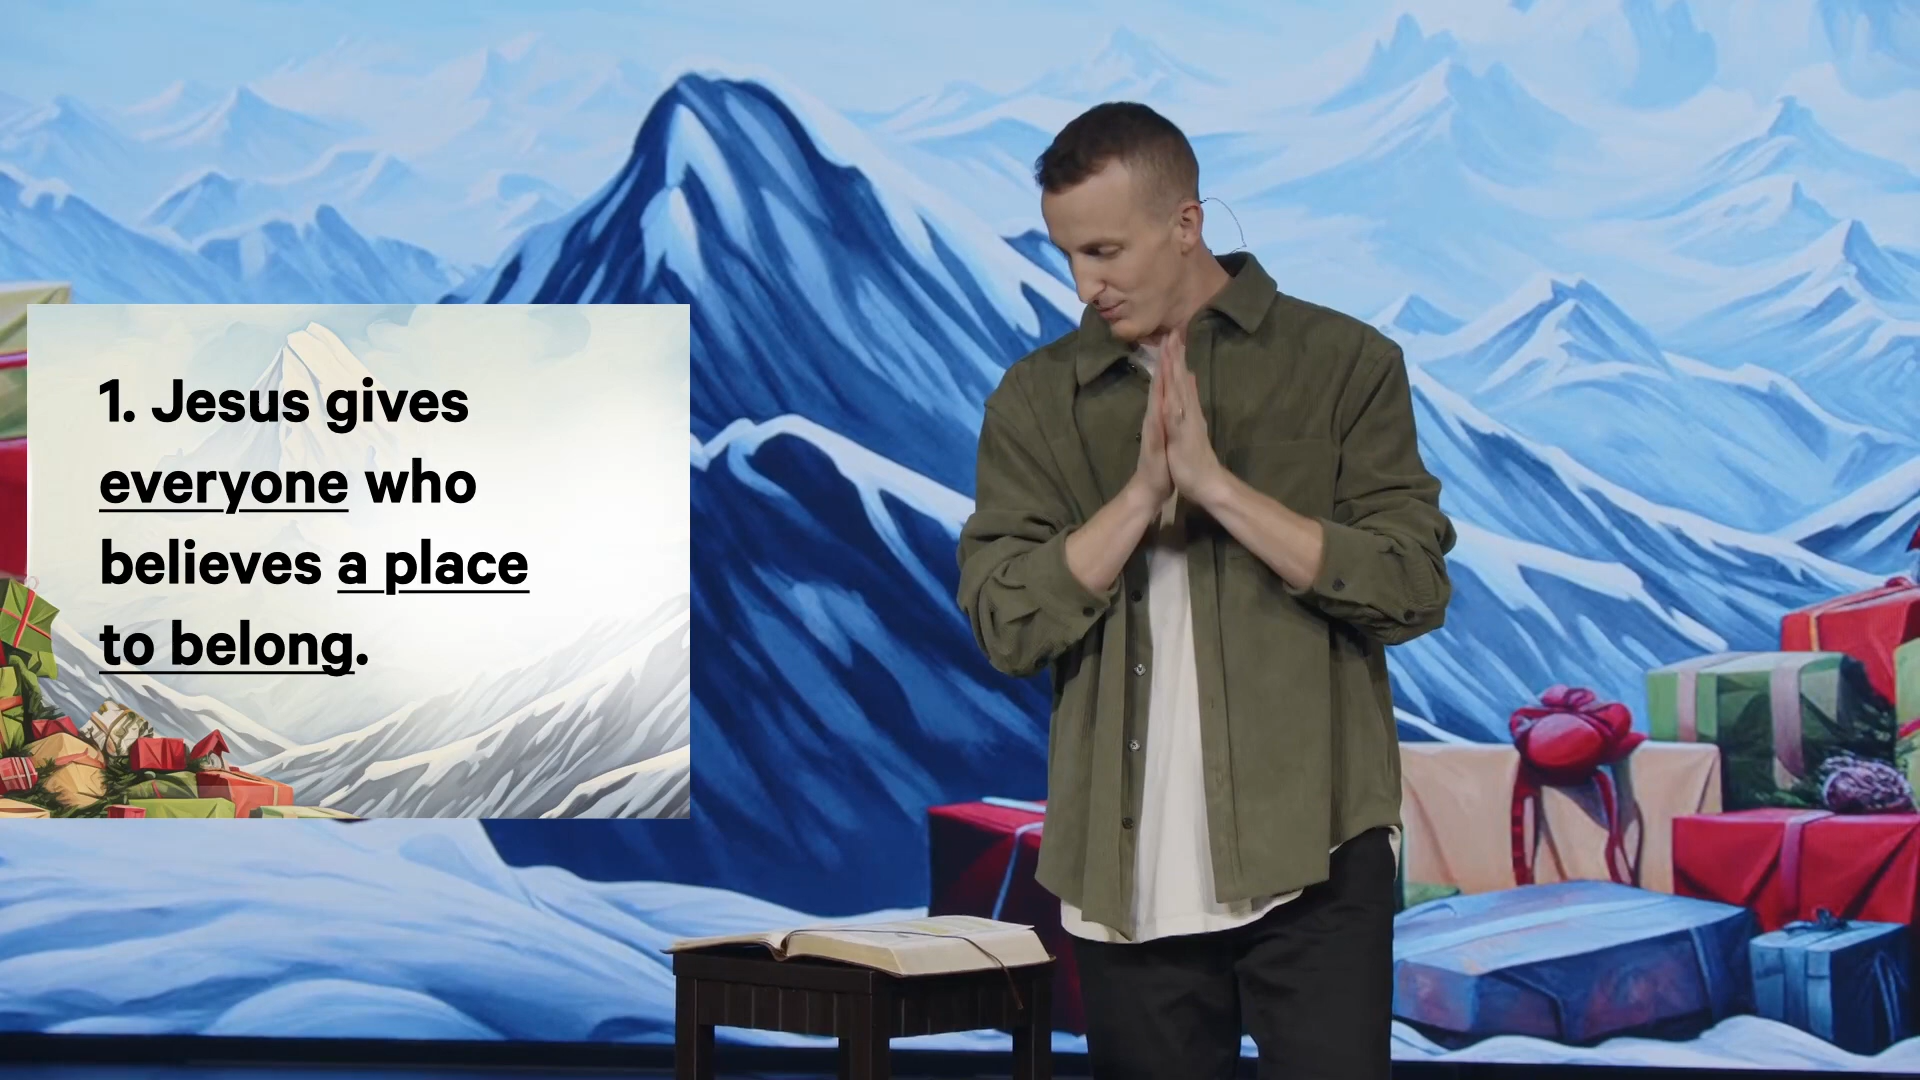 1. Jesus gives
everyone who
believes a place
to belong.